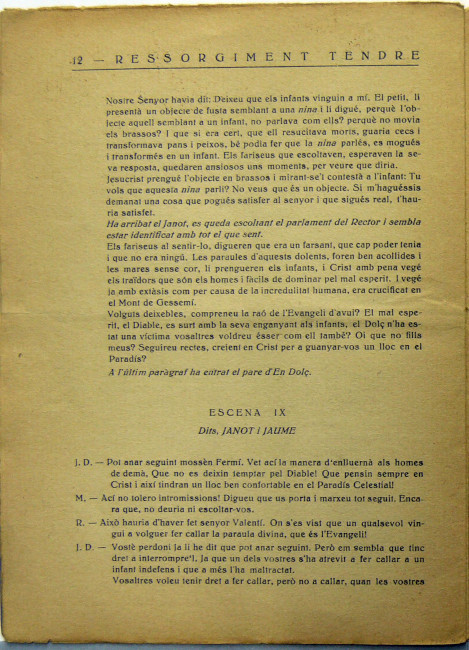 12 — RESSORGIMENT TENDRE
Nostre Senyor havia dit: Deixeu que els infants vinguin a mí. El petit, li
presentà un objecte de fusta semblant a una nina i li digué, perquè l'ob-
jecte aquell semblant a un infant, no parlava com ells? perquè no movia
els brassos? I que si era cert, que ell resucitava morts, guaria cecs i
transformava pans i peixos, bé podia fer que la nina parlés, es mogués
i transformés en un infant. Els fariseus que escoltaven, esperaven la se-
va resposta, quedaren ansiosos uns moments, per veure que diria.
Jesucrist prengué l'objecte en brassos i mirant-se'l contestà a l'infant: Tu
vols que aquesta nina parli? No veus que és un objecte. Si m'haguéssis
demanat una cosa que pogués satisfer al senyor i que sigués real, t'hau-
ria satisfet.
Ha arribat el Janot, es queda escoltant el parlament del Rector i sembla
estar identificat amb tot el que sent.
Els fariseus al sentir-lo, digueren que era un farsant, que cap poder tenia
i que no era ningú. Les paraules d'aquests dolents, foren ben acollides i
les mares sense cor, li prengueren els infants, i Crist amb pena vegé
els traïdors que són els homes i fàcils de dominar pel mal esperit. I vegé
ja amb extàsis com per causa de la incredulitat humana, era crucificat en
el Mont de Gessemí.
Volguts deixebles, compreneu la raó de l'Evangeli d'avui? El mal espe-
rit, el Diable, es surt amb la seva enganyant als infants, el Dolç n'ha es-
tat una víctima vosaltres voldreu ésser com ell també? Oi que no fills
meus? Seguireu rectes, creient en Crist per a guanyar-vos un lloc en el
Paradís?
A l'últim paràgraf ha entrat el pare d'En Dolç.
ESCENA IX
Dits, JANOT i JAUME
J. D. — Pot anar seguint mossèn Fermí. Vet ací la manera d'enlluernà als homes
de demà, Que no es deixin temptar pel Diable! Que pensin sempre en
Crist i així tindran un lloc ben confortable en el Paradís Celestial!
M. — Ací no tolero intromissions! Digueu que us porta i marxeu tot seguit. Enca
ra que, no deuria ni escoltar-vos.
R. — Això hauria d'haver fet senyor Valentí. On s'es vist que un qualsevol vin-
gui a volguer fer callar la paraula divina, que és l'Evangeli!
J. D. — Vostè perdoni Ja li he dit que pot anar seguint. Però em sembla que tinc
dret a interrompre'l, Ja que un dels vostres s'ha atrevit a fer callar a un
infant indefens i que a més l'ha maltractat.
Vosaltres voleu tenir dret a fer callar, però no a callar, quan les vostres